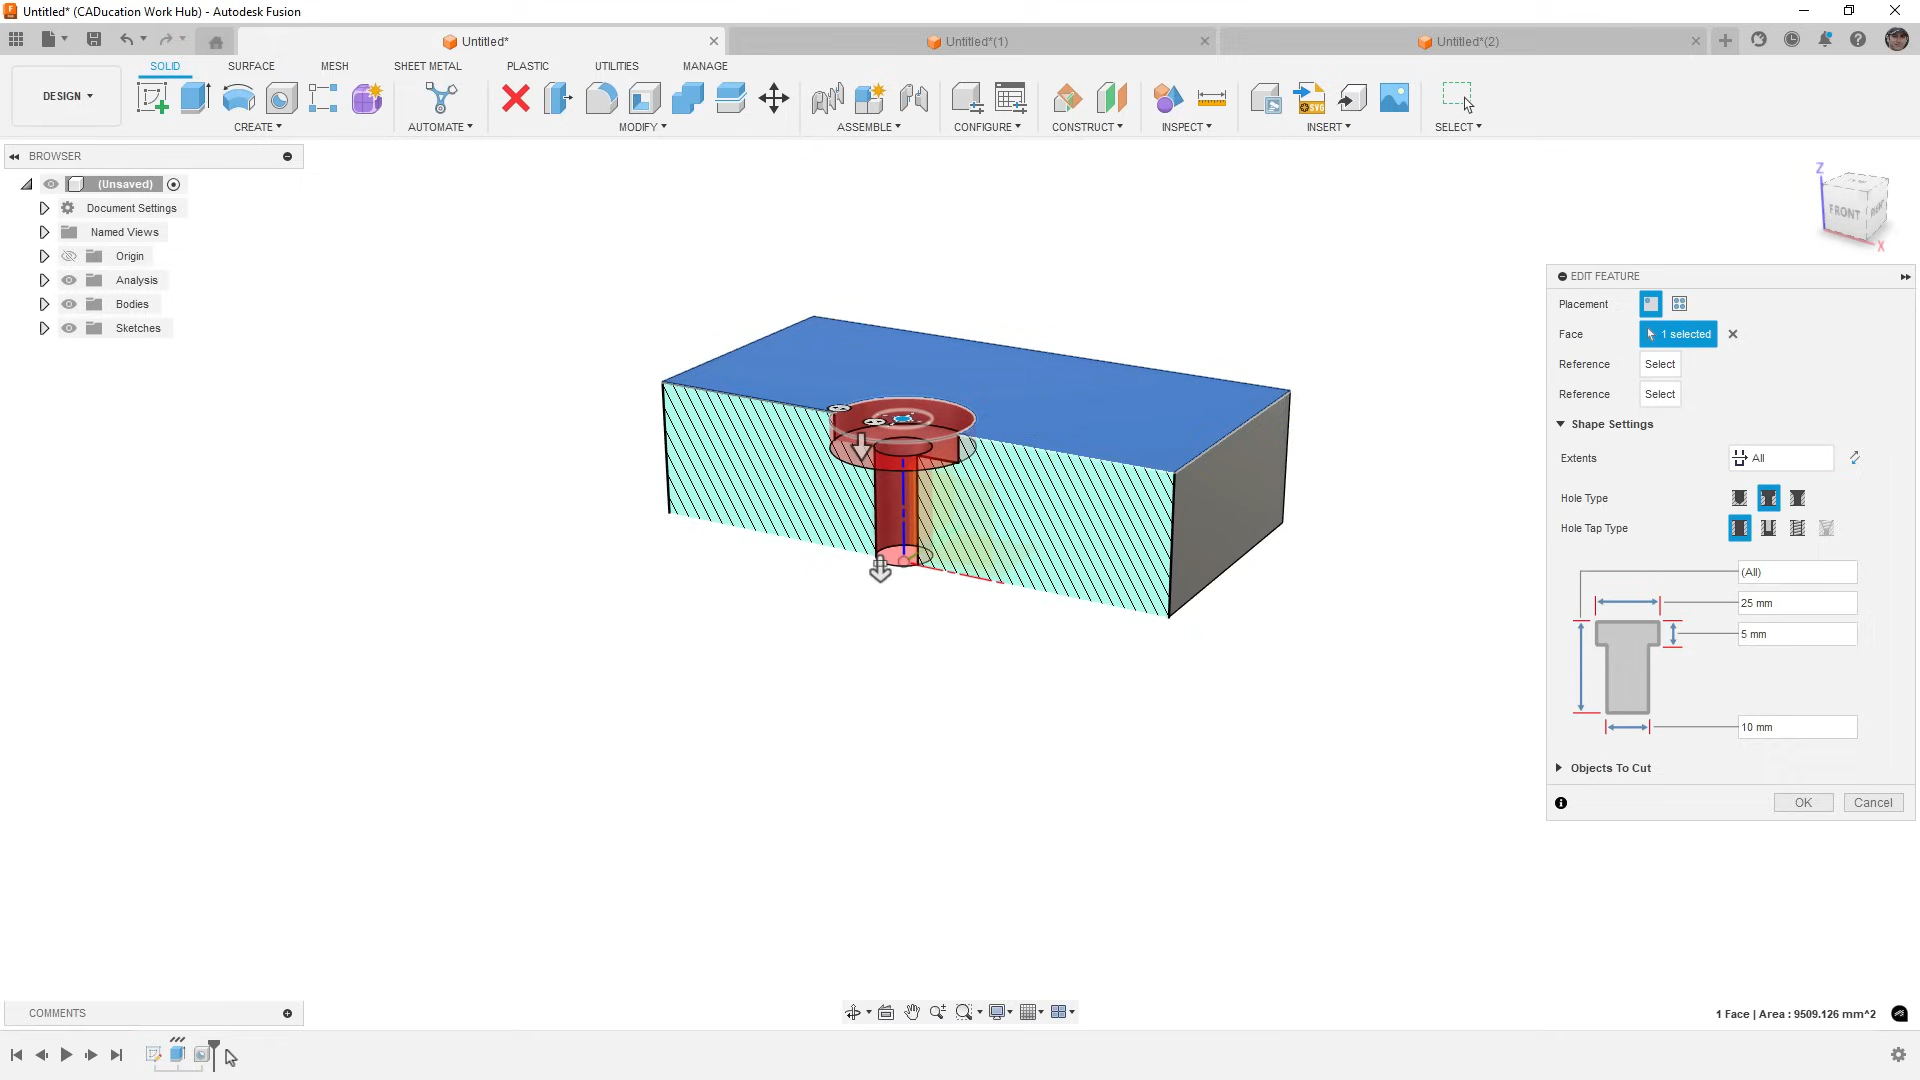 Untitled* (CADucation Work Hub) - Autodesk Fusion
Untitled*
Untitled*(1)
Untitled*(2)
SOLID
SURFACE
MESH
SHEET METAL
PLASTIC
UTILITIES
MANAGE
DESIGN
CREATE
AUTOMATE
MODIFY
ASSEMBLE
CONFIGURE
CONSTRUCT
INSPECT
INSERT
SELECT
SVG
BROWSER
(Unsaved)
Document Settings
Named Views
Origin
Analysis
Bodies
Sketches
Z
FRONT
X
EDIT FEATURE
Placement
Face
1 selected
Reference
Select
Reference
Select
Shape Settings
Extents
All
Hole Type
Hole Tap Type
(All)
25 mm
5 mm
10 mm
Objects To Cut
OK
Cancel
COMMENTS
1 Face | Area : 9509.126 mm^2